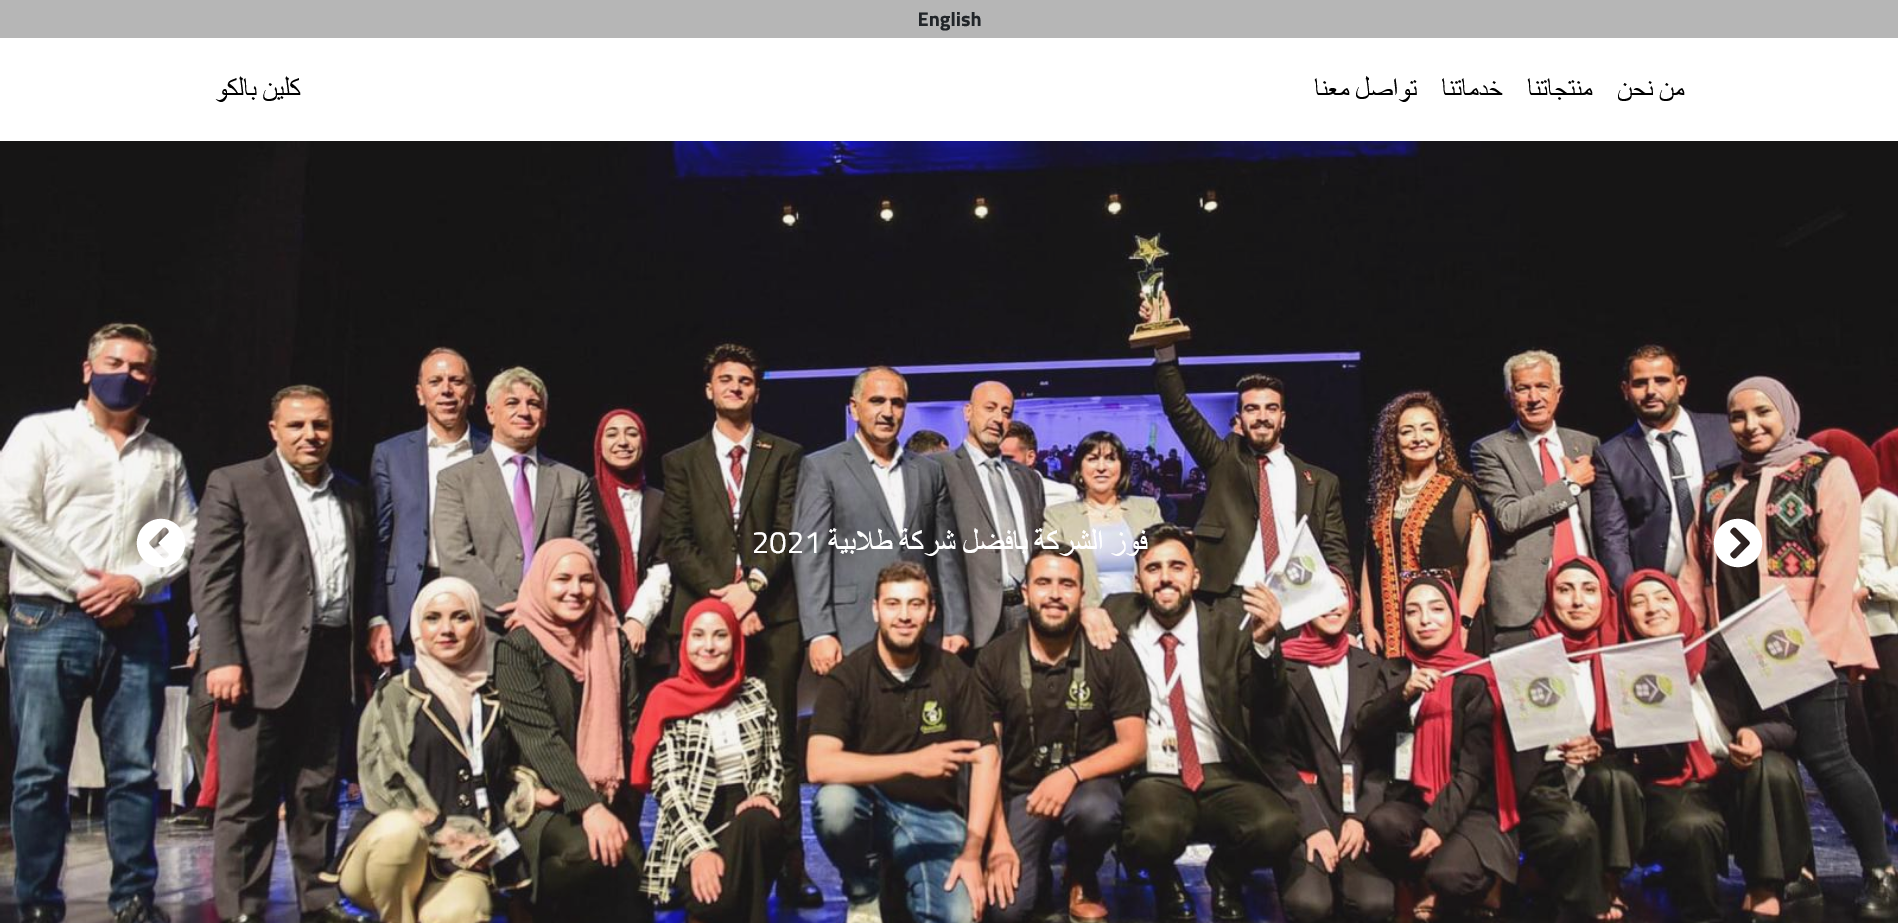 English
من نحن
منتجاتنا
خدماتنا
تواصل معنا
كلين بالكو
فوز الشركة بافضل شركة طلابية 2021